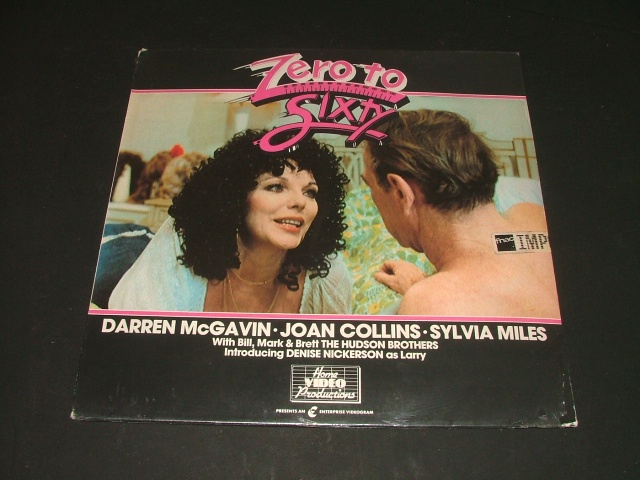 Zero to
Sixty
fnac IMP
DARREN McGAVIN · JOAN COLLINS · SYLVIA MILES
With Bill, Mark & Brett THE HUDSON BROTHERS
Introducing DENISE NICKERSON as Larry
Home
VIDEO
Productions
PRESENTS AN E ENTERPRISE VIDEOGRAM